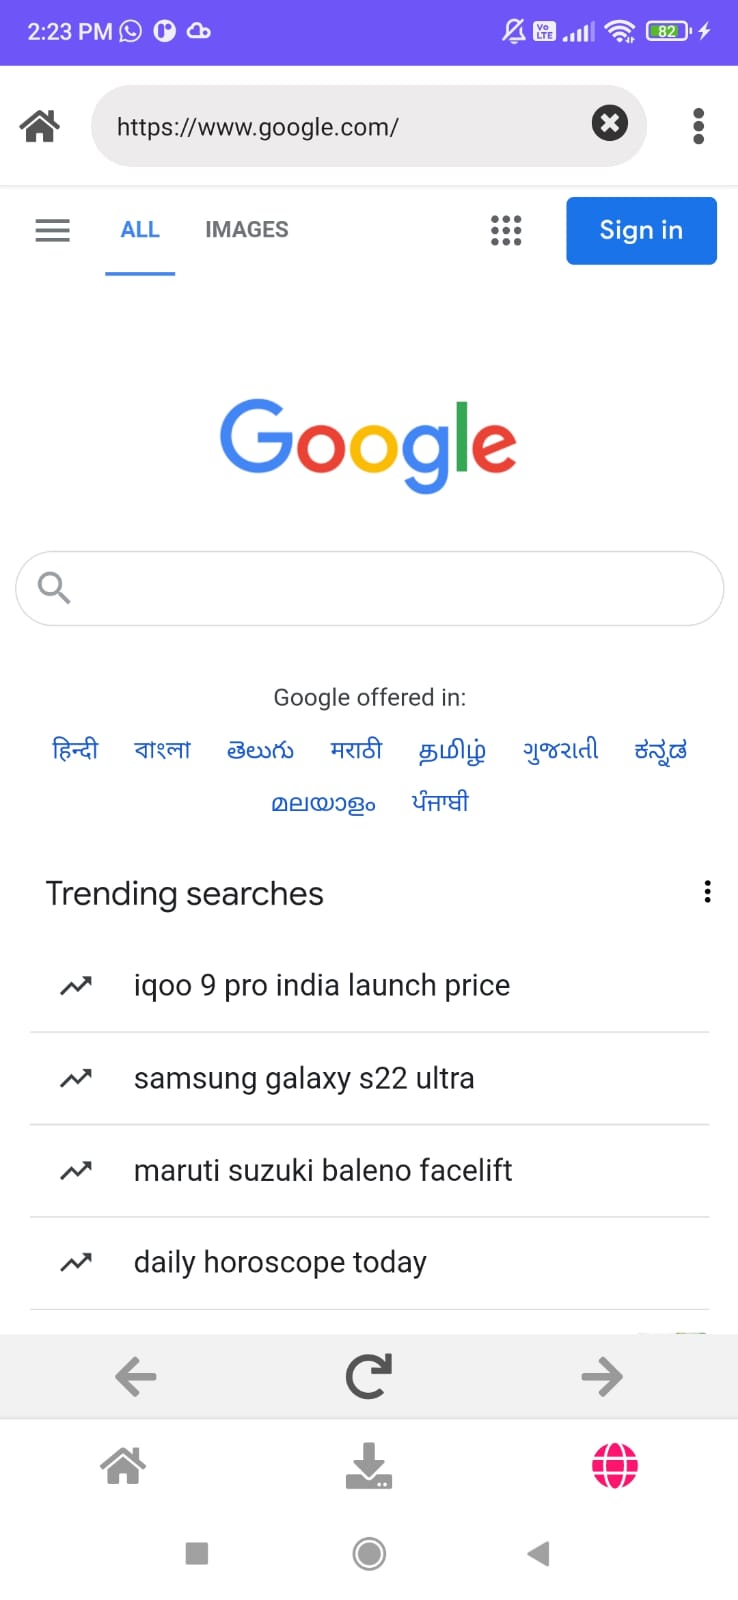 2:23 PM
Vo LTE
82
https://www.google.com/
ALL IMAGES Sign in
Google
Google offered in:
हिन्दी বাংলা తెలుగు मराठी தமிழ் ગુજરાતી ಕನ್ನಡ
മലയാളം ਪੰਜਾਬੀ
Trending searches
iqoo 9 pro india launch price
samsung galaxy s22 ultra
maruti suzuki baleno facelift
daily horoscope today